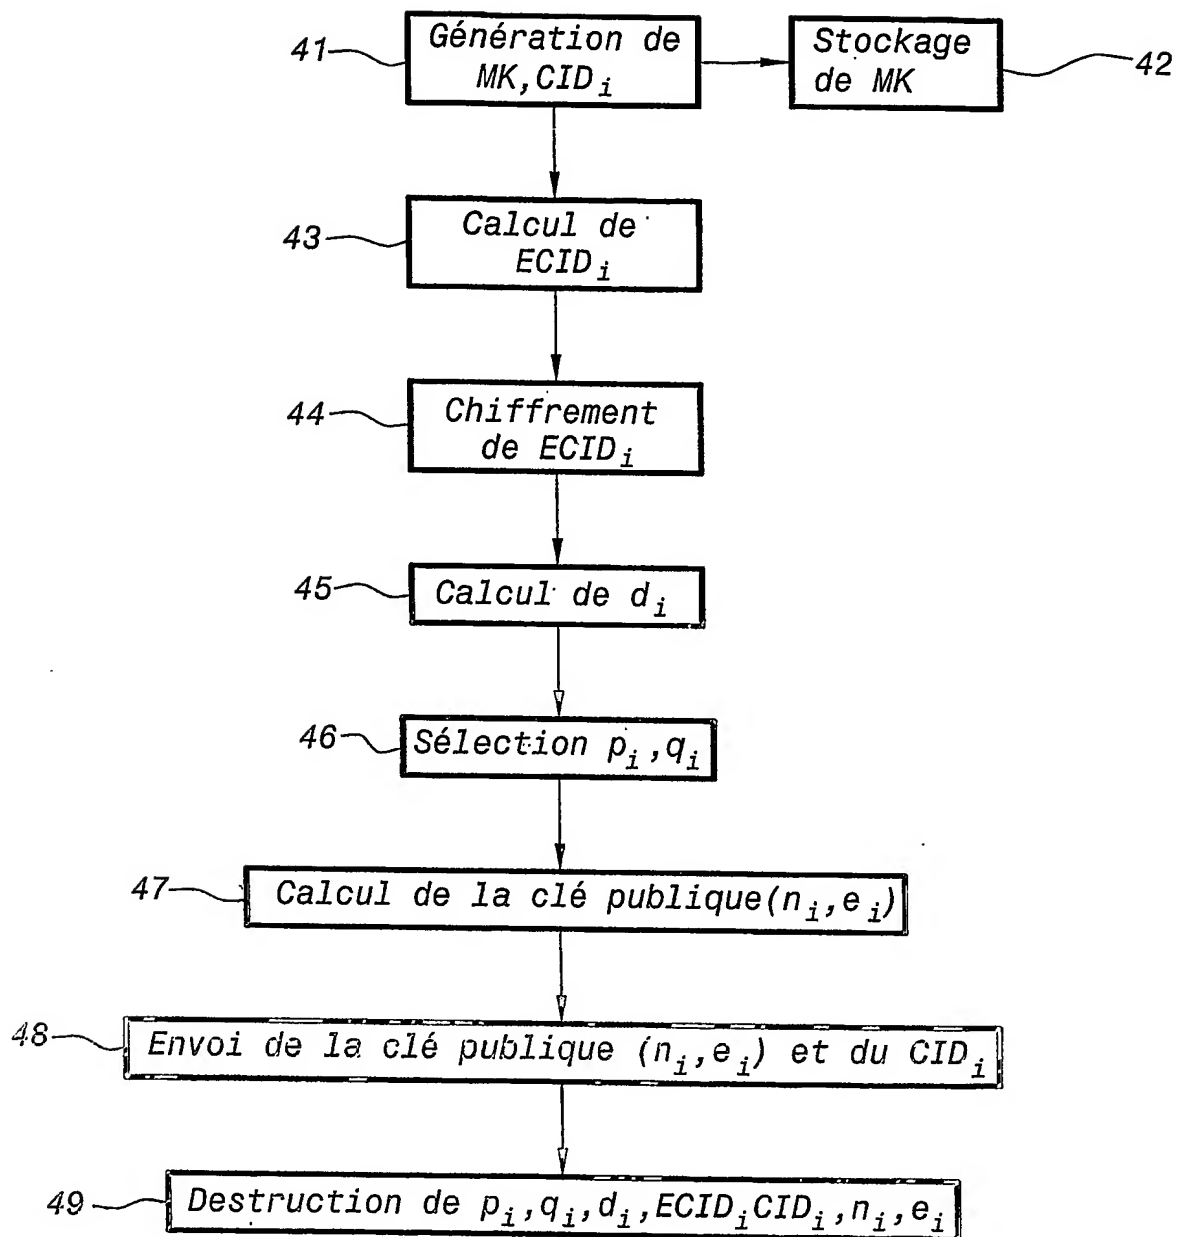 41
Génération de
MK,CIDᵢ
Stockage
de MK
42
43
Calcul de
ECIDᵢ
44
Chiffrement
de ECIDᵢ
45
Calcul de dᵢ
46
Sélection pᵢ,qᵢ
47
Calcul de la clé publique(nᵢ,eᵢ)
48
Envoi de la clé publique (nᵢ,eᵢ) et du CIDᵢ
49
Destruction de pᵢ,qᵢ,dᵢ,ECIDᵢCIDᵢ,nᵢ,eᵢ